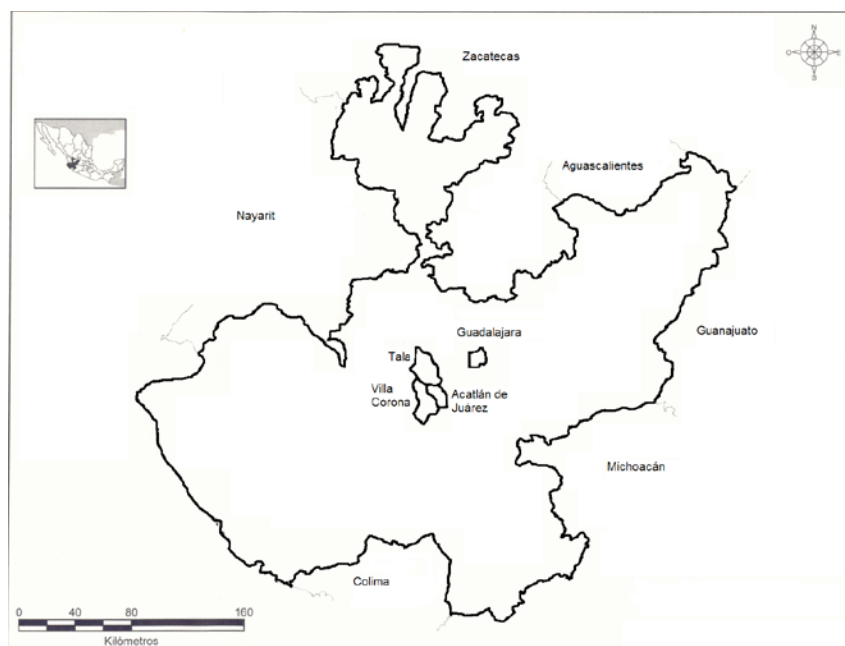 N
Zacatecas
O E
S
Aguascalientes
Nayarit
Guanajuato
Guadalajara
Tala
Villa
Corona
Acatlán de
Juárez
Michoacán
Colima
0 40 80 160
Kilómetros